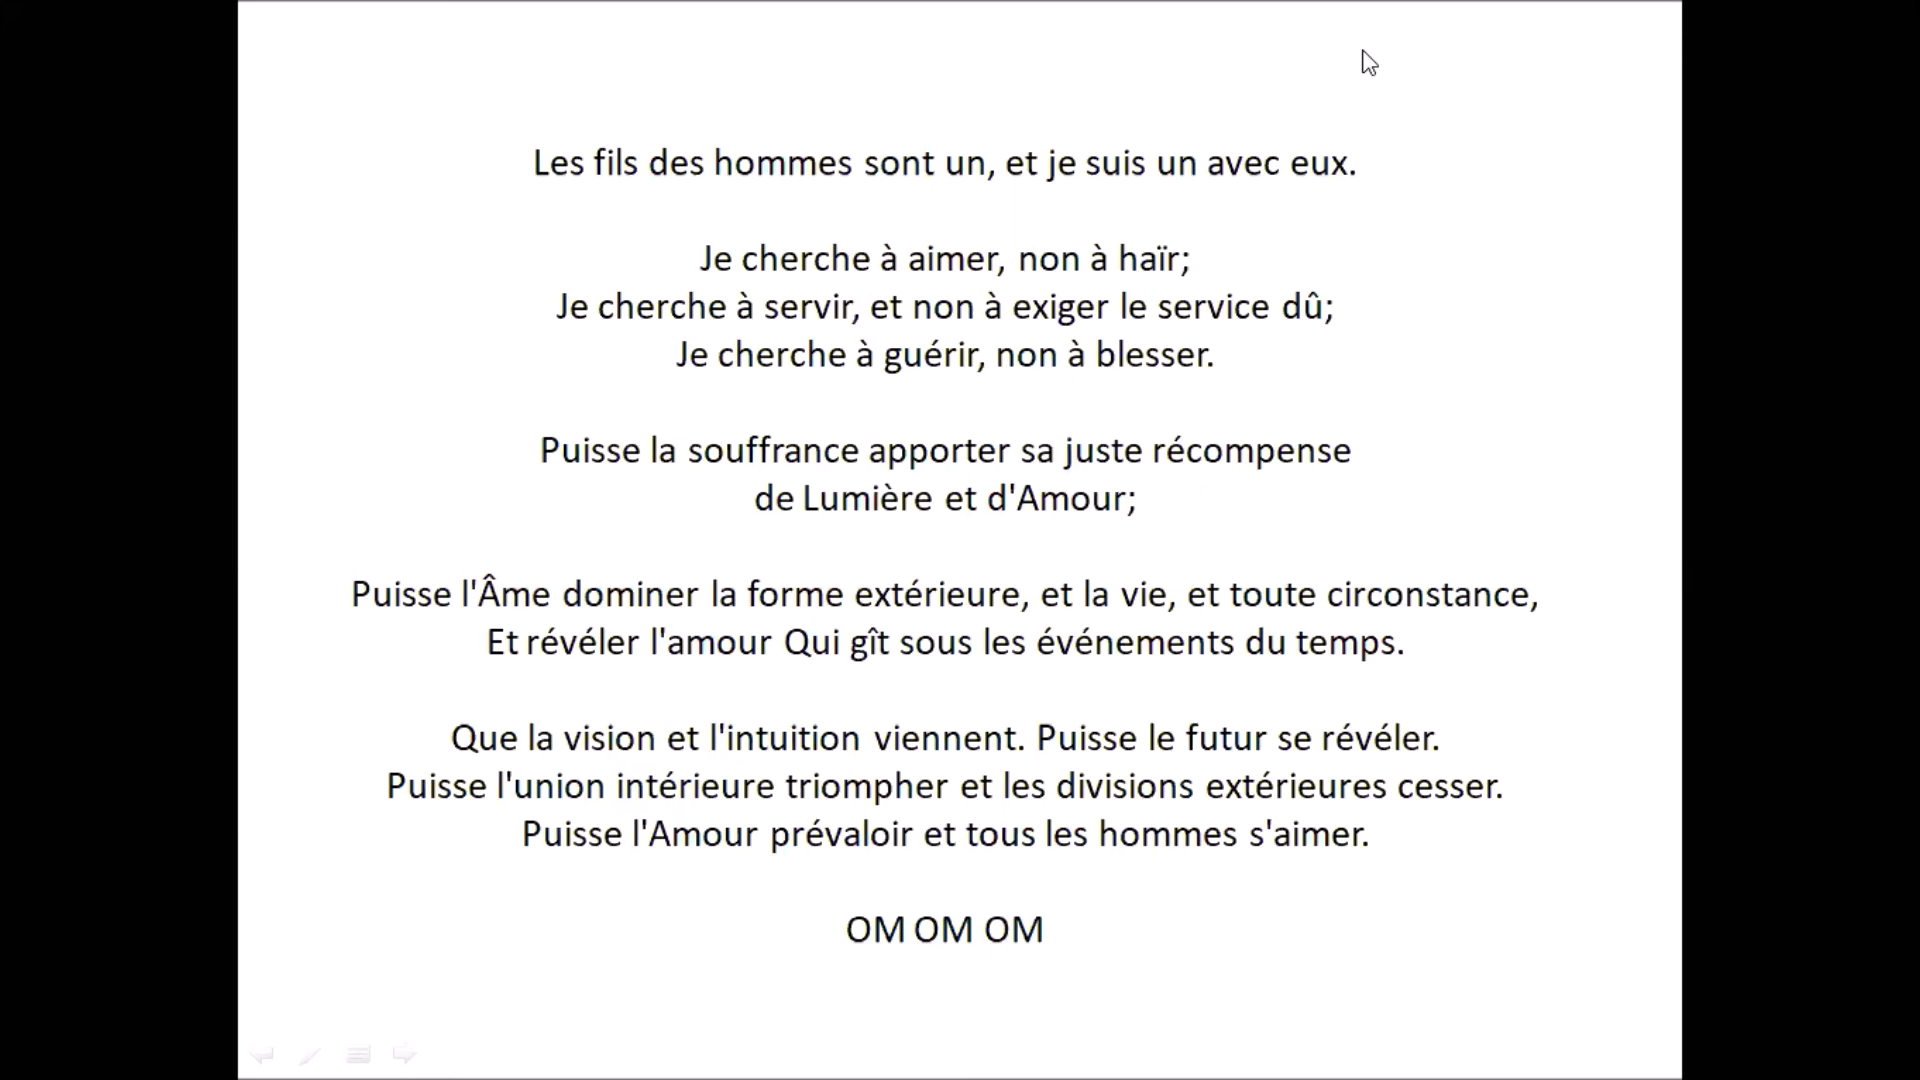 Les fils des hommes sont un, et je suis un avec eux.
Je cherche à aimer, non à haïr;
Je cherche à servir, et non à exiger le service dû;
Je cherche à guérir, non à blesser.
Puisse la souffrance apporter sa juste récompense
de Lumière et d'Amour;
Puisse l'Âme dominer la forme extérieure, et la vie, et toute circonstance,
Et révéler l'amour Qui gît sous les événements du temps.
Que la vision et l'intuition viennent. Puisse le futur se révéler.
Puisse l'union intérieure triompher et les divisions extérieures cesser.
Puisse l'Amour prévaloir et tous les hommes s'aimer.
OM OM OM